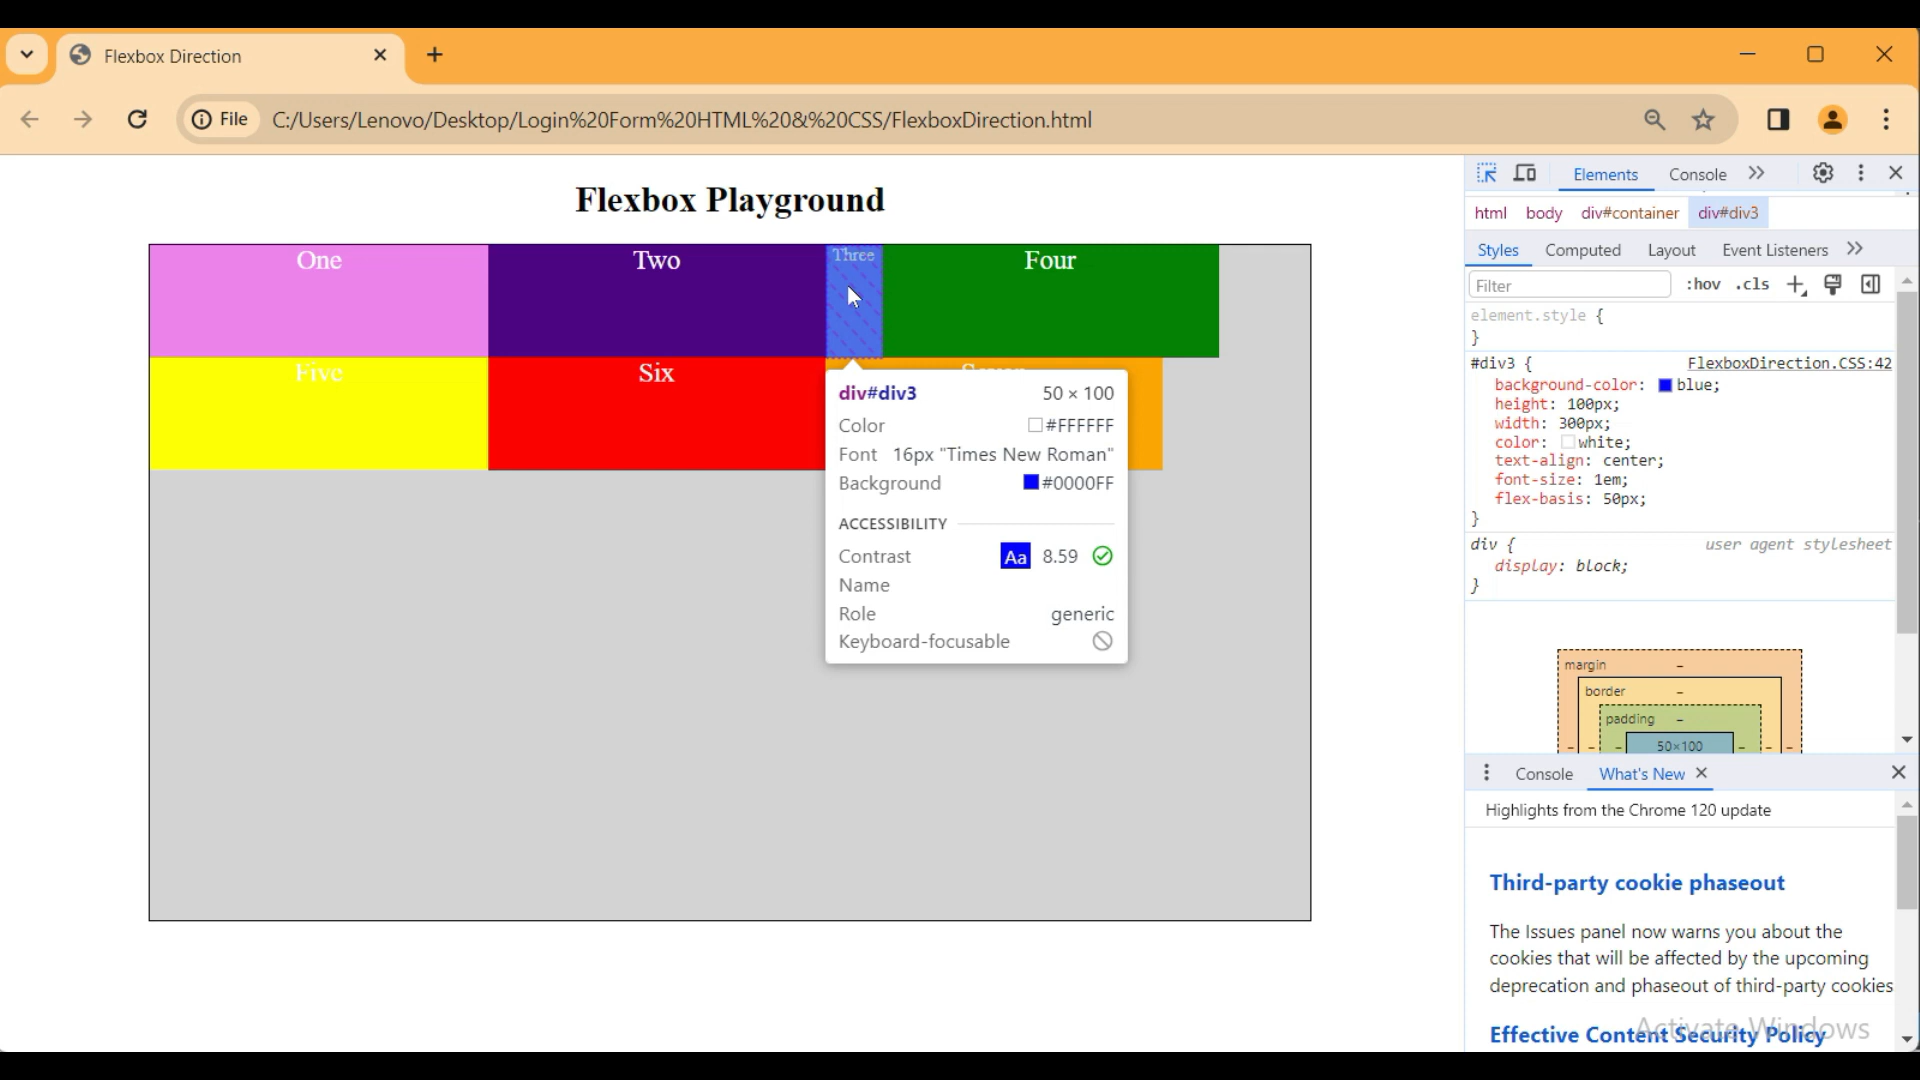 Flexbox Direction
File C:/Users/Lenovo/Desktop/Login%20Form%20HTML%20&%20CSS/FlexboxDirection.html
Flexbox Playground
One Two Three Four
Five Six
div#div3 50 × 100
Color #FFFFFF
Font 16px "Times New Roman"
Background #0000FF
ACCESSIBILITY
Contrast Aa 8.59
Name
Role generic
Keyboard-focusable
Elements Console
html body div#container div#div3
Styles Computed Layout Event Listeners
Filter :hov .cls
element.style {
}
#div3 { FlexboxDirection.CSS:42
background-color: blue;
height: 100px;
width: 300px;
color: white;
text-align: center;
font-size: 1em;
flex-basis: 50px;
}
div { user agent stylesheet
display: block;
}
margin –
border –
padding –
– – – 50×100 – – –
Console What's New
Highlights from the Chrome 120 update
Third-party cookie phaseout
The Issues panel now warns you about the
cookies that will be affected by the upcoming
deprecation and phaseout of third-party cookies
Effective Content Security Policy
Activate Windows